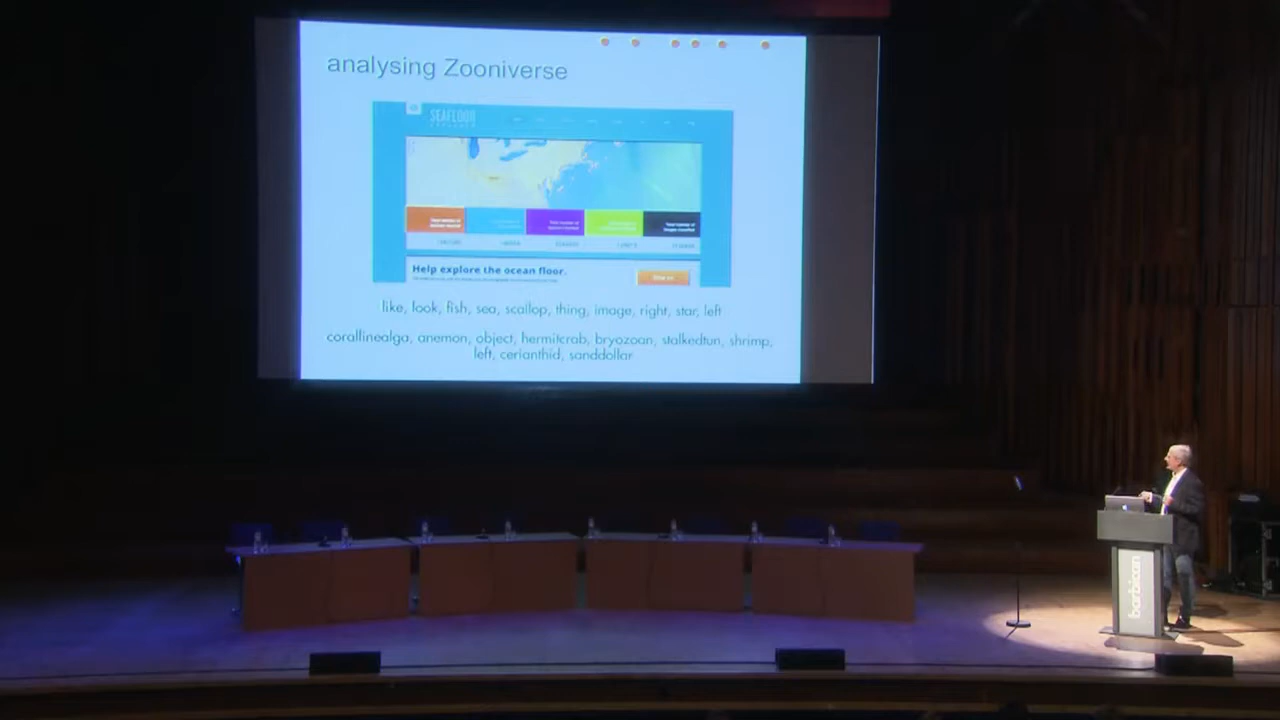 analysing Zooniverse
SEAFLOOR
Help explore the ocean floor.
like, look, fish, sea, scallop, thing, image, right, star, left
corallinealga, anemon, object, hermitcrab, bryozoan, stalkedtun, shrimp,
left, cerianthid, sanddollar
barbican